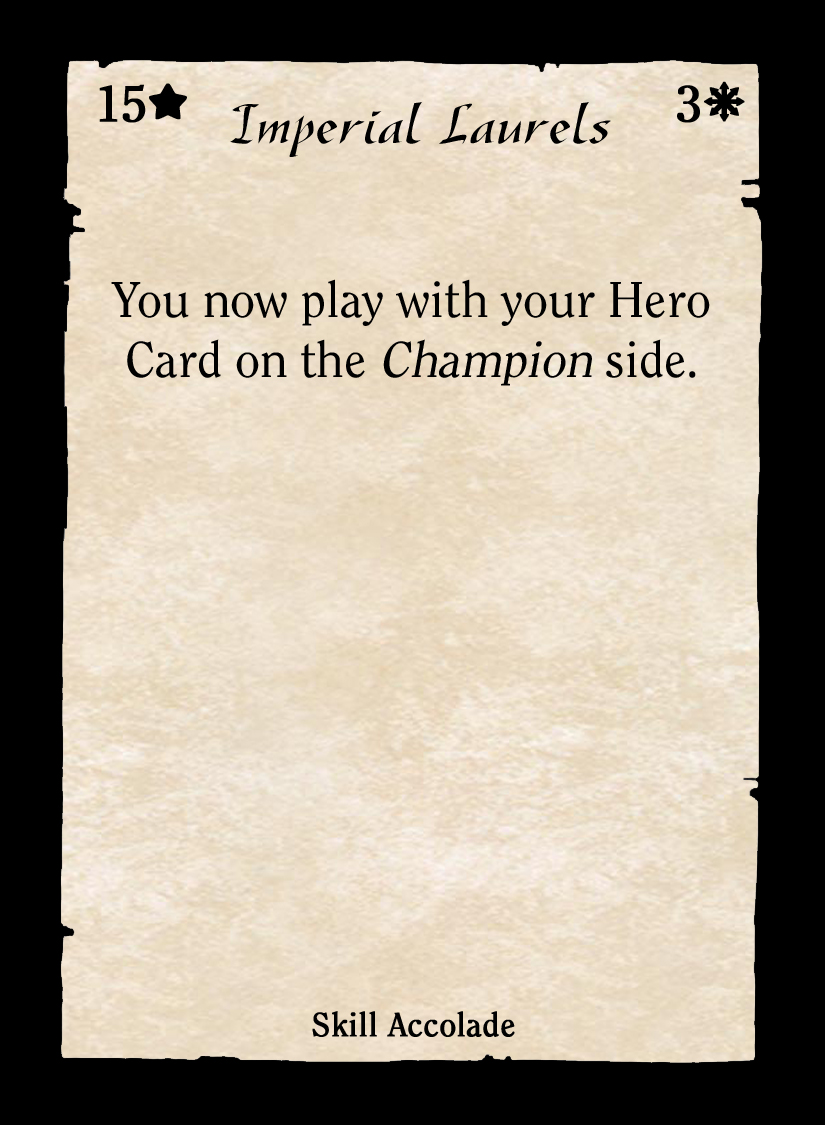 15★ Imperial Laurels 3❋
You now play with your Hero
Card on the Champion side.
Skill Accolade